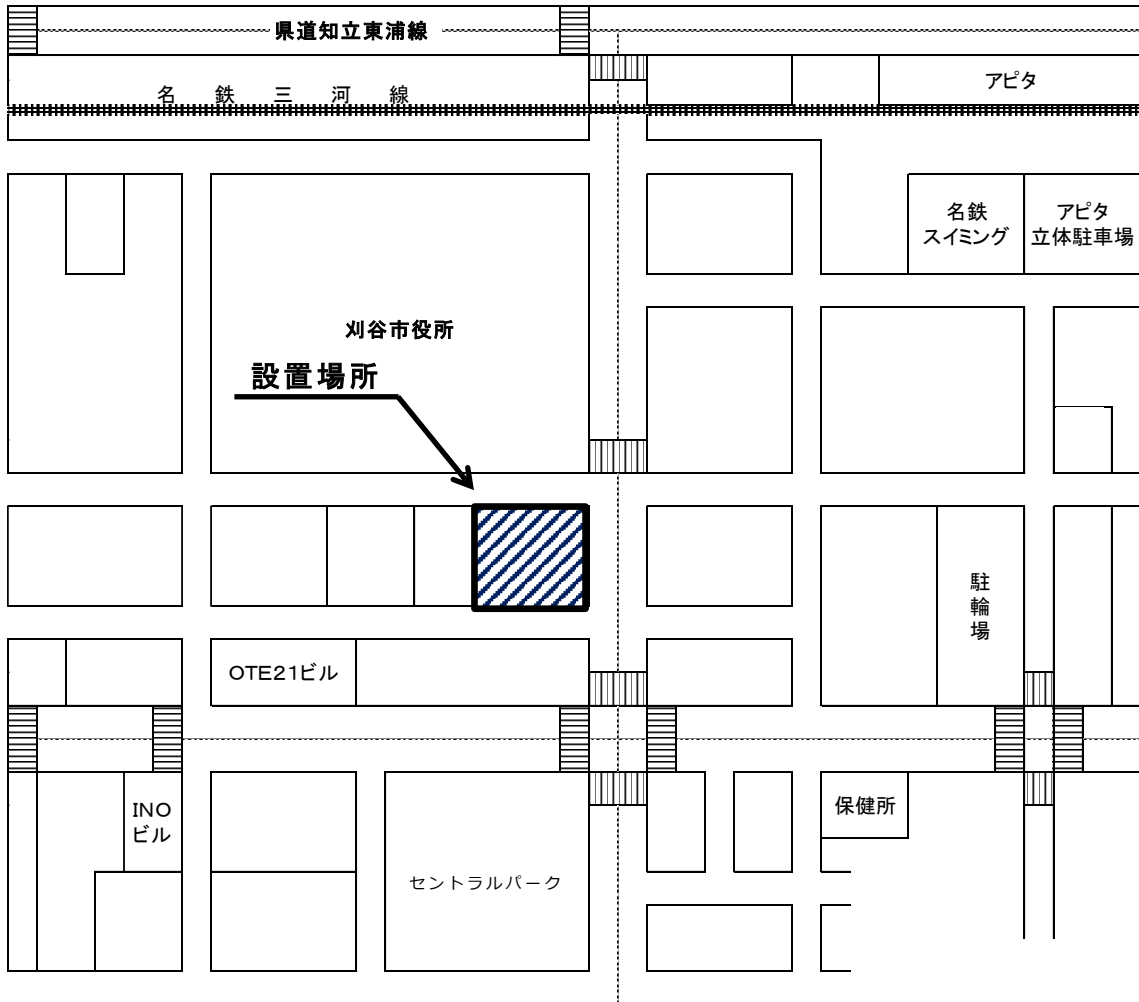 県道知立東浦線
名鉄三河線
アピタ
名鉄
スイミング
アピタ
立体駐車場
刈谷市役所
設置場所
駐
輪
場
OTE21ビル
INO
ビル
保健所
セントラルパーク